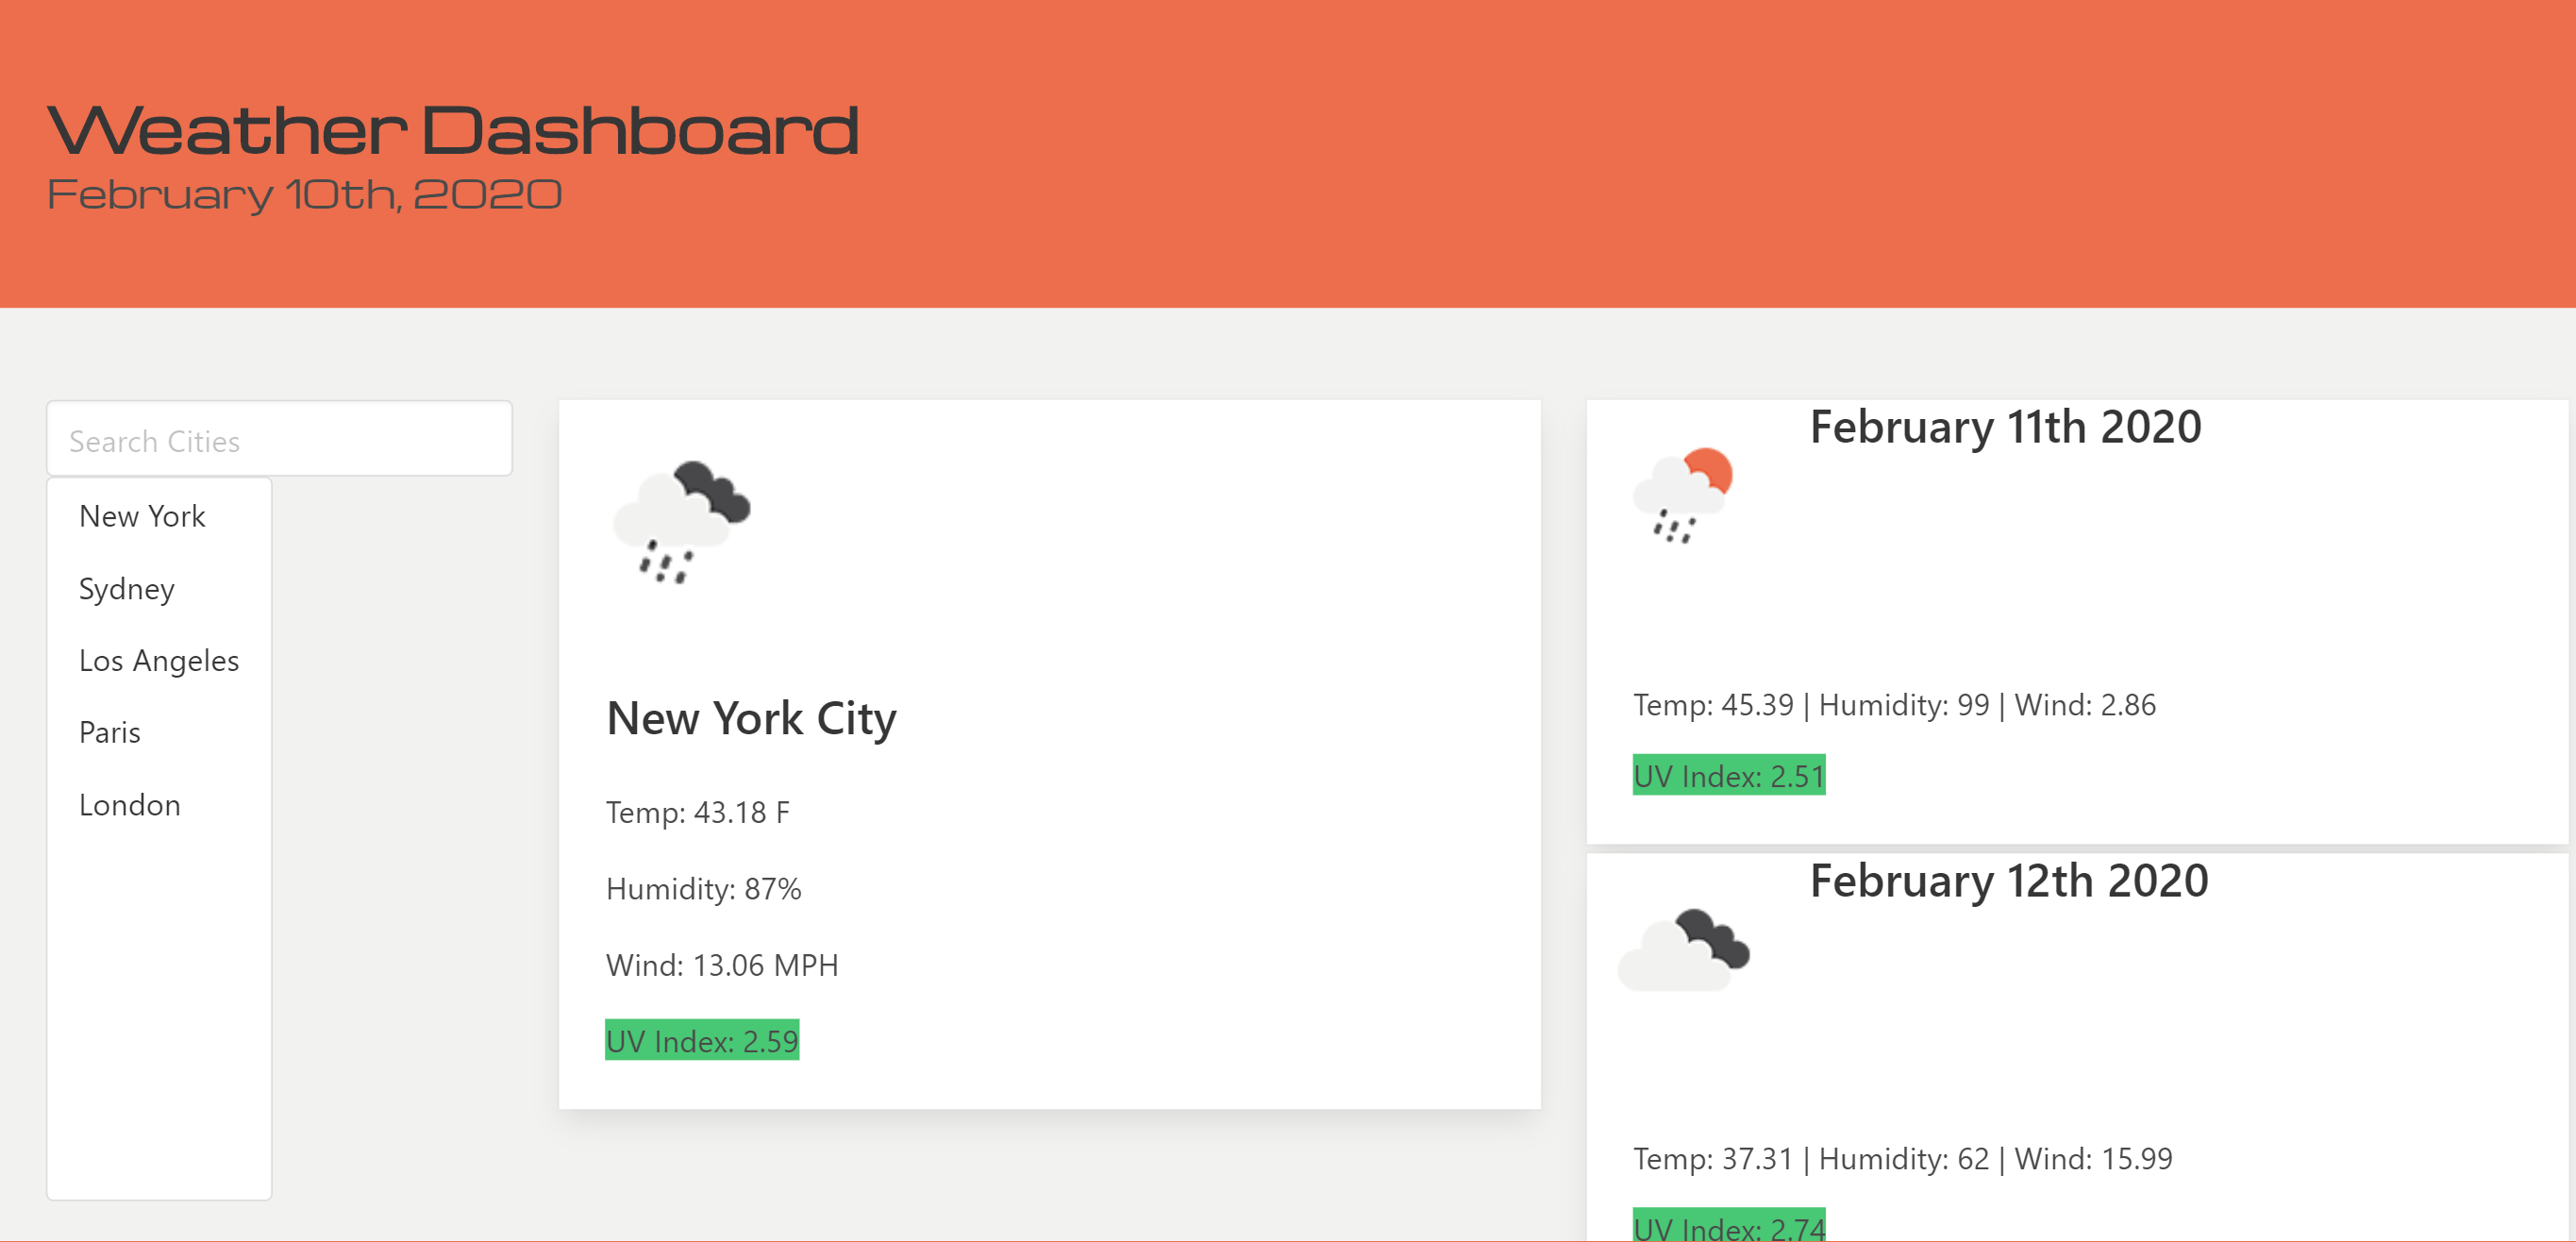 Weather Dashboard
February 10th, 2020
Search Cities
New York
Sydney
Los Angeles
Paris
London
New York City
Temp: 43.18 F
Humidity: 87%
Wind: 13.06 MPH
UV Index: 2.59
February 11th 2020
Temp: 45.39 | Humidity: 99 | Wind: 2.86
UV Index: 2.51
February 12th 2020
Temp: 37.31 | Humidity: 62 | Wind: 15.99
UV Index: 2.74